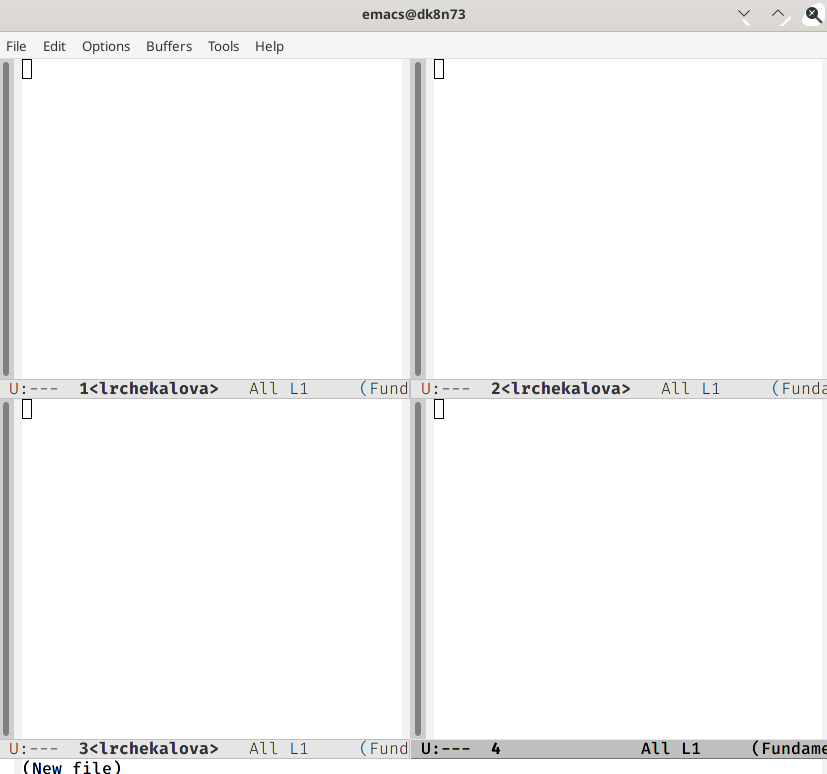 emacs@dk8n73
File Edit Options Buffers Tools Help
U:--- 1<lrchekalova> All L1 (Fund
U:--- 2<lrchekalova> All L1 (Funda
U:--- 3<lrchekalova> All L1 (Fund
U:--- 4 All L1 (Fundame
(New file)